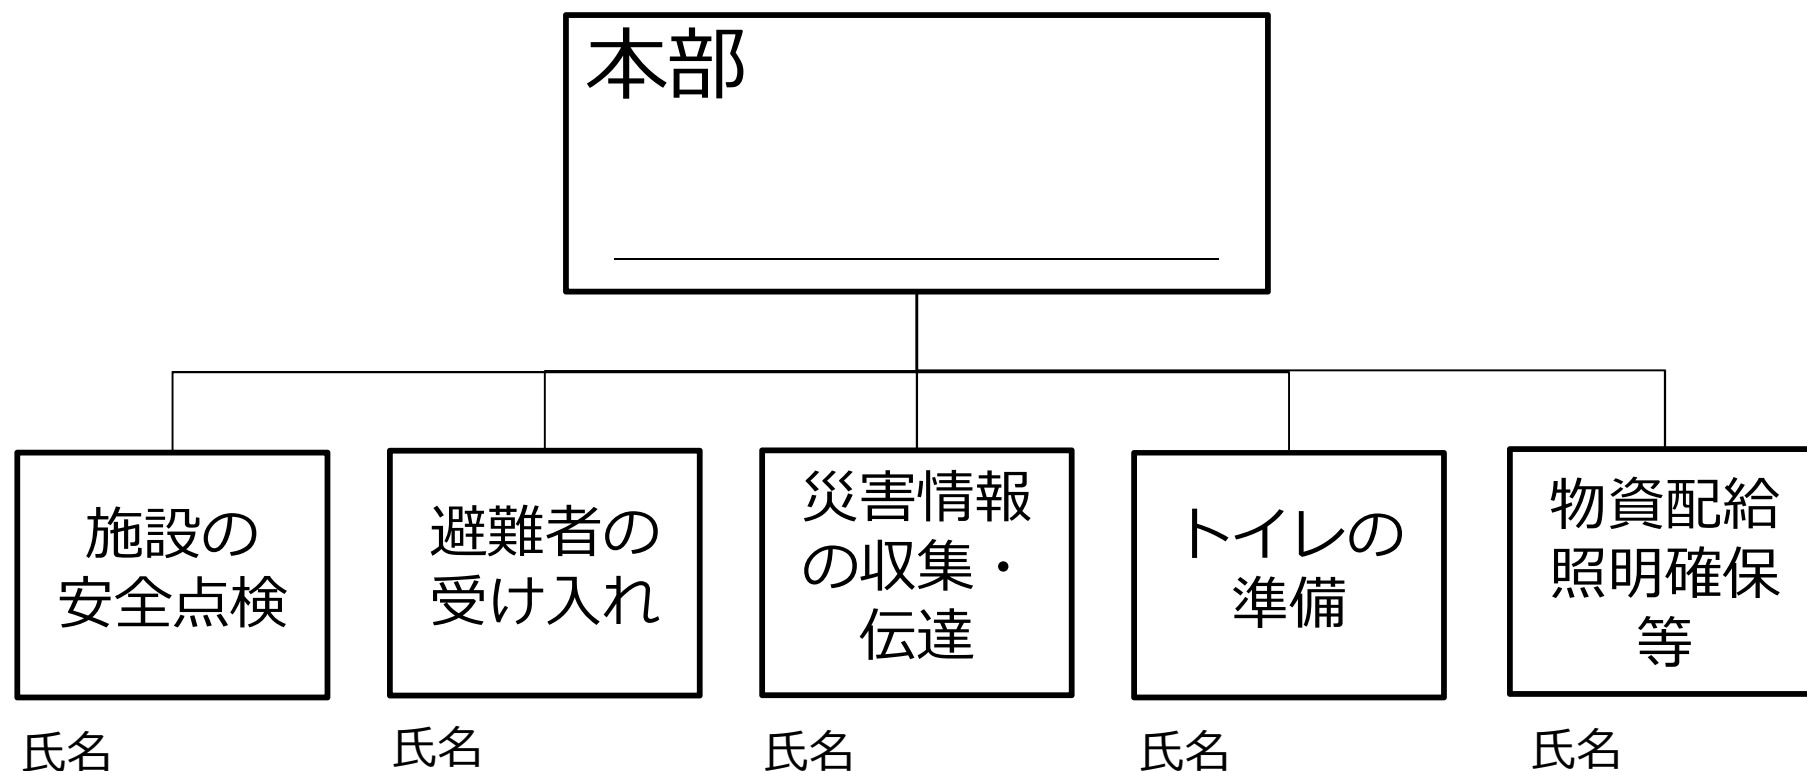 本部
施設の
安全点検
避難者の
受け入れ
災害情報
の収集・
伝達
トイレの
準備
物資配給
照明確保
等
氏名
氏名
氏名
氏名
氏名